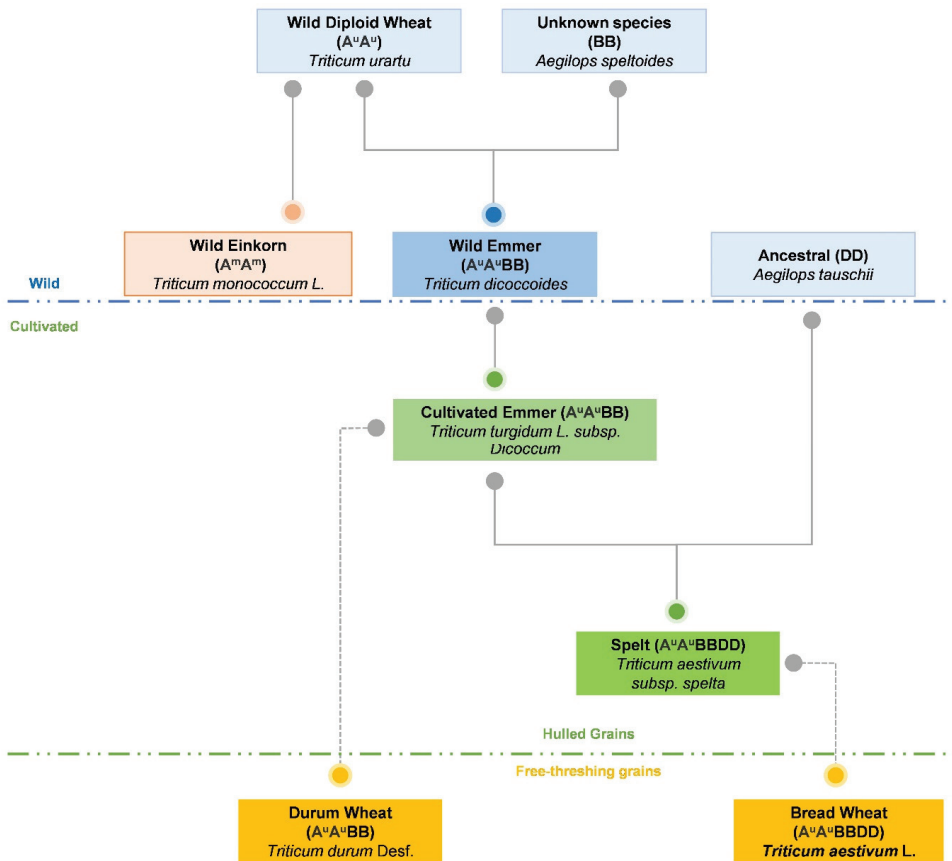 Wild Diploid Wheat
(AᵘAᵘ)
Triticum urartu
Unknown species
(BB)
Aegilops speltoides
Wild Einkorn
(AᵐAᵐ)
Triticum monococcum L.
Wild Emmer
(AᵘAᵘBB)
Triticum dicoccoides
Ancestral (DD)
Aegilops tauschii
Wild
Cultivated
Cultivated Emmer (AᵘAᵘBB)
Triticum turgidum L. subsp.
Dicoccum
Spelt (AᵘAᵘBBDD)
Triticum aestivum
subsp. spelta
Hulled Grains
Free-threshing grains
Durum Wheat
(AᵘAᵘBB)
Triticum durum Desf.
Bread Wheat
(AᵘAᵘBBDD)
Triticum aestivum L.